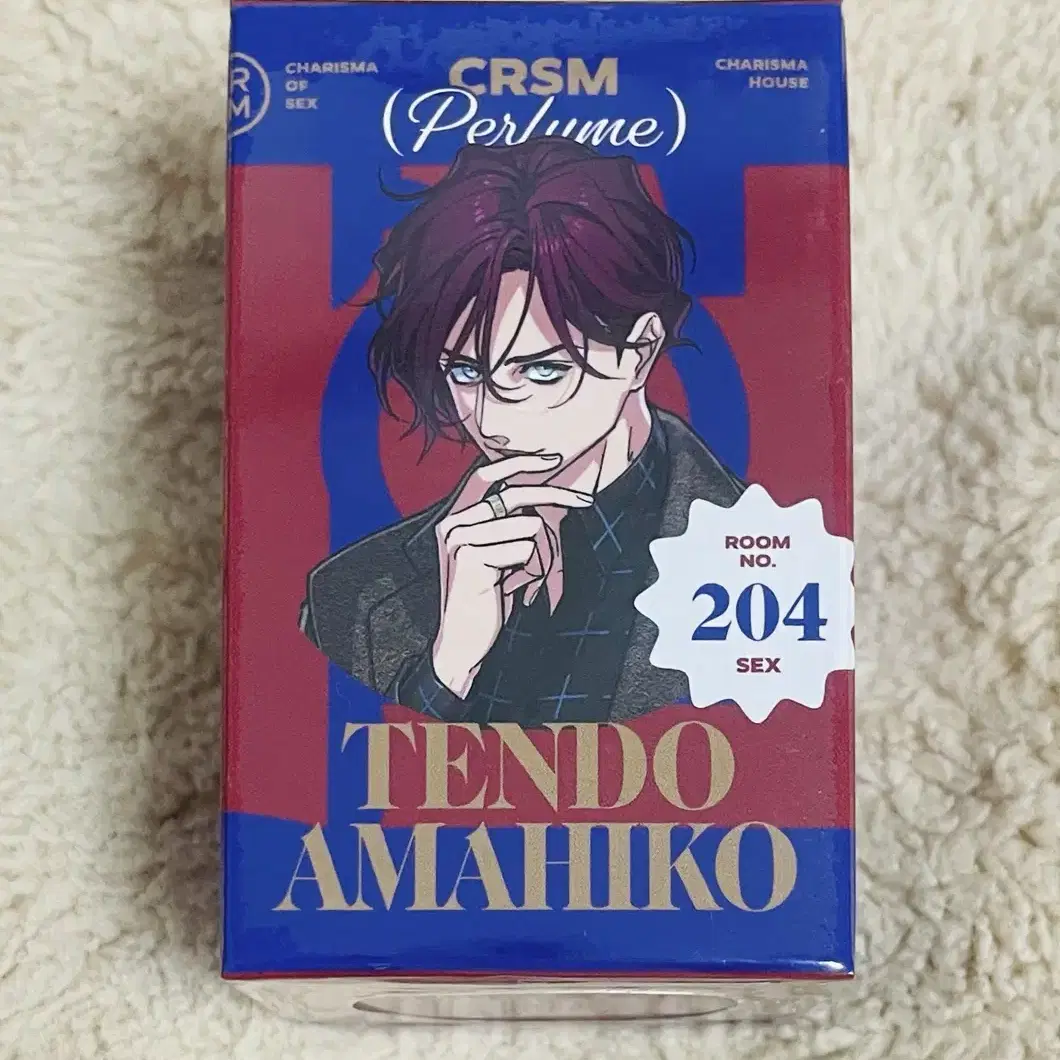 R
M
CHARISMA
OF
SEX
CRSM
(Perfume)
CHARISMA
HOUSE
ROOM
NO.
204
SEX
TENDO
AMAHIKO